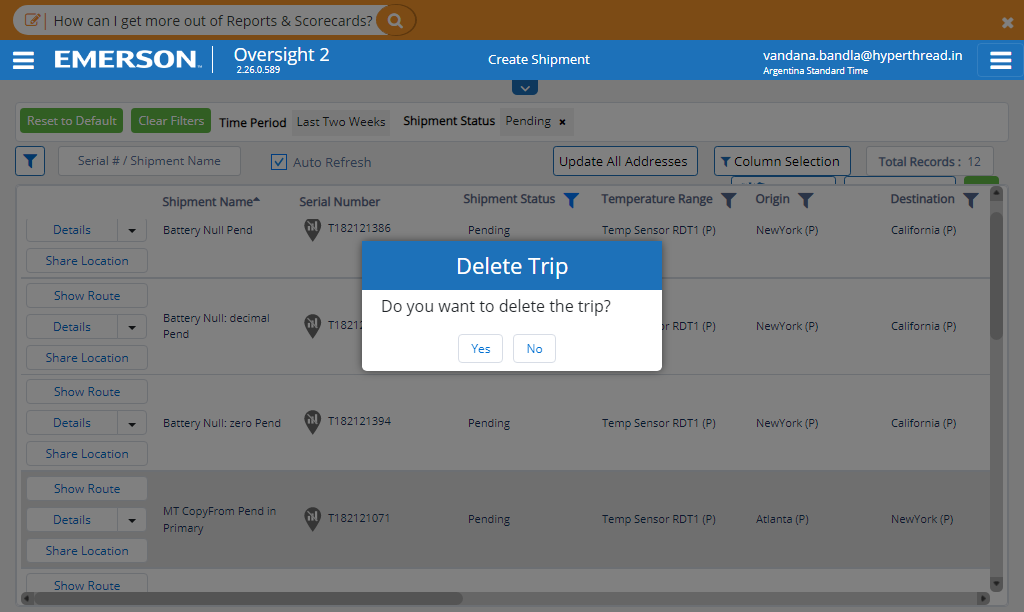 How can I get more out of Reports & Scorecards?
EMERSON
Oversight 2
2.26.0.589
Create Shipment
vandana.bandla@hyperthread.in
Argentina Standard Time
Reset to Default
Clear Filters
Time Period
Last Two Weeks
Shipment Status
Pending ×
Serial # / Shipment Name
Auto Refresh
Update All Addresses
Column Selection
Total Records : 12
Shipment Name
Serial Number
Shipment Status
Temperature Range
Origin
Destination
Details
Battery Null Pend
T182121386
Pending
Temp Sensor RDT1 (P)
NewYork (P)
California (P)
Share Location
Delete Trip
Do you want to delete the trip?
Yes
No
Show Route
Details
Battery Null: decimal
Pend
NewYork (P)
California (P)
Share Location
Show Route
Details
Battery Null: zero Pend
T182121394
Pending
Temp Sensor RDT1 (P)
NewYork (P)
California (P)
Share Location
Show Route
Details
MT CopyFrom Pend in
Primary
T182121071
Pending
Temp Sensor RDT1 (P)
Atlanta (P)
NewYork (P)
Share Location
Show Route